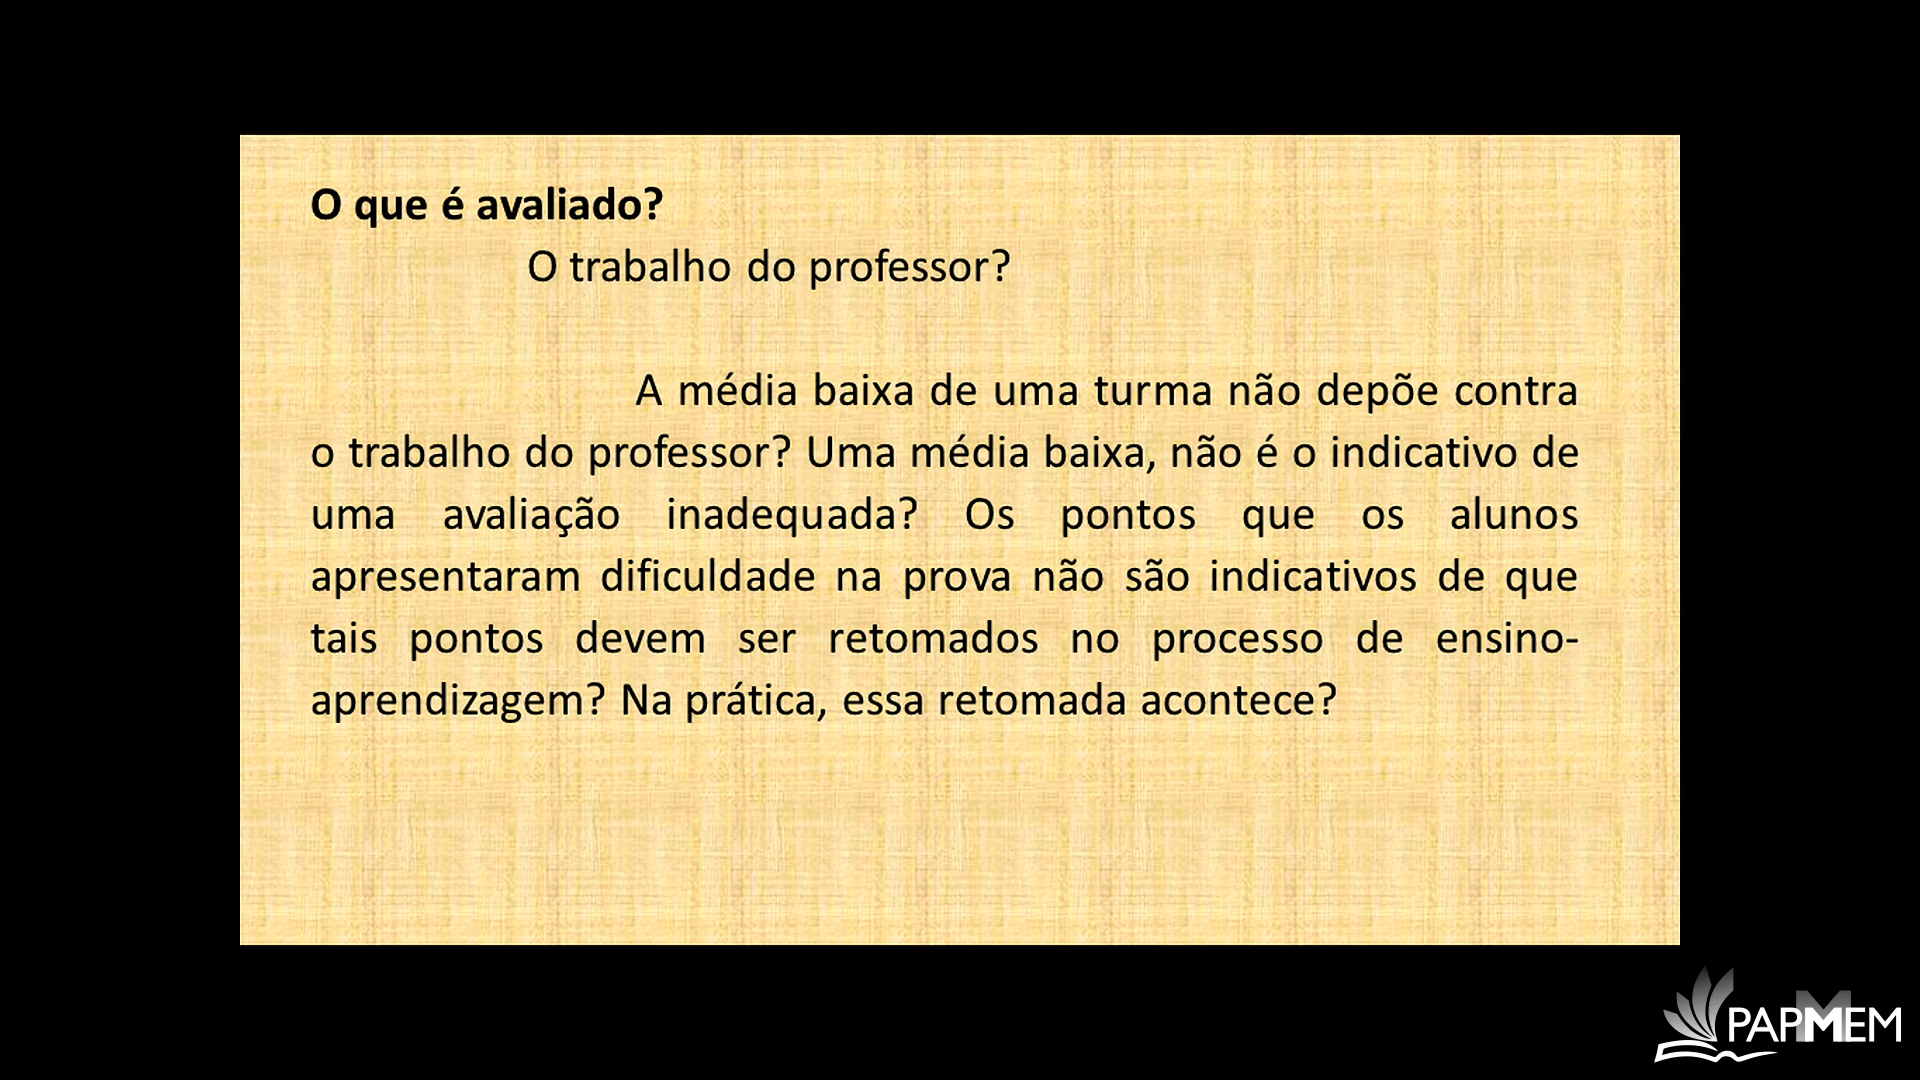 O que é avaliado?
O trabalho do professor?
A média baixa de uma turma não depõe contra
o trabalho do professor? Uma média baixa, não é o indicativo de
uma avaliação inadequada? Os pontos que os alunos
apresentaram dificuldade na prova não são indicativos de que
tais pontos devem ser retomados no processo de ensino-
aprendizagem? Na prática, essa retomada acontece?
PAPMEM